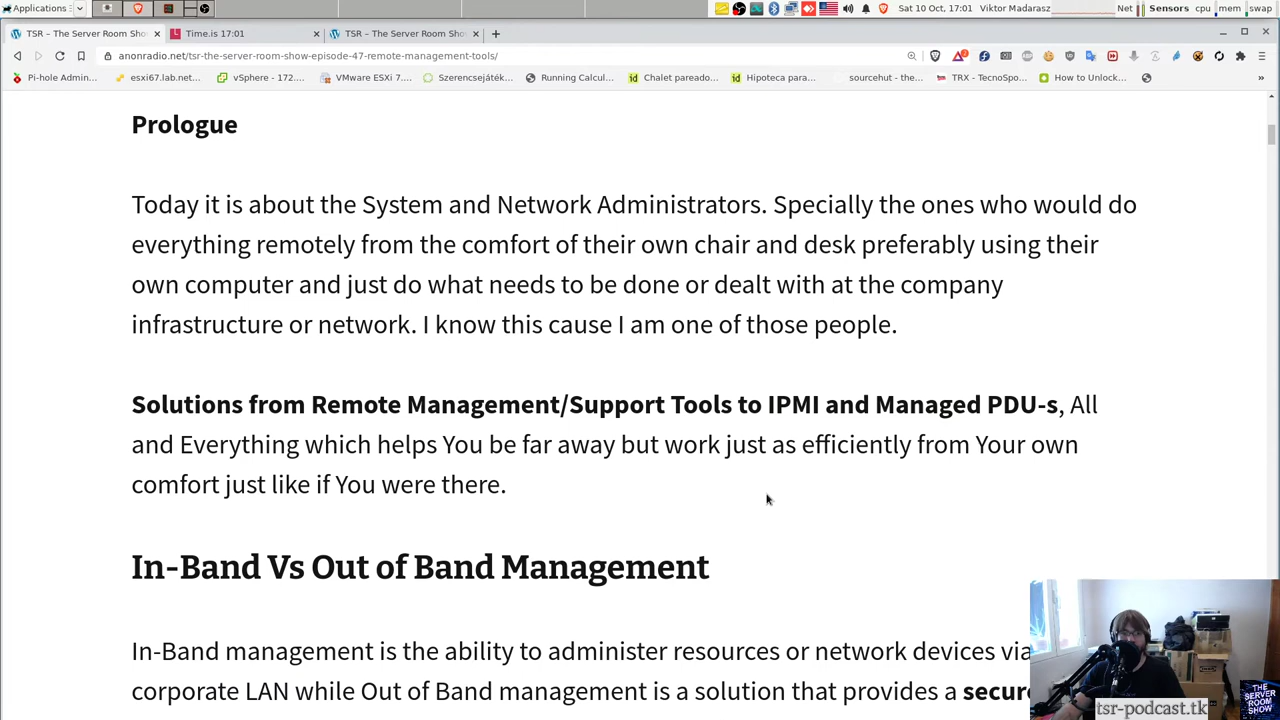 Applications
Sat 10 Oct, 17:01
Viktor Madarasz
Net
Sensors
cpu
mem
swap
TSR – The Server Room Sho
Time.is 17:01
TSR – The Server Room Show
anonradio.net/tsr-the-server-room-show-episode-47-remote-management-tools/
Pi-hole Admin...
esxi67.lab.net...
vSphere - 172....
VMware ESXi 7....
Szerencsejáték...
Running Calcul...
Chalet pareado...
Hipoteca para...
sourcehut - the...
TRX - TecnoSpo...
How to Unlock...
»
Prologue
Today it is about the System and Network Administrators. Specially the ones who would do
everything remotely from the comfort of their own chair and desk preferably using their
own computer and just do what needs to be done or dealt with at the company
infrastructure or network. I know this cause I am one of those people.
Solutions from Remote Management/Support Tools to IPMI and Managed PDU-s, All
and Everything which helps You be far away but work just as efficiently from Your own
comfort just like if You were there.
In-Band Vs Out of Band Management
In-Band management is the ability to administer resources or network devices via
corporate LAN while Out of Band management is a solution that provides a secure
tsr-podcast.tk
THE
SERVER
ROOM
SHOW